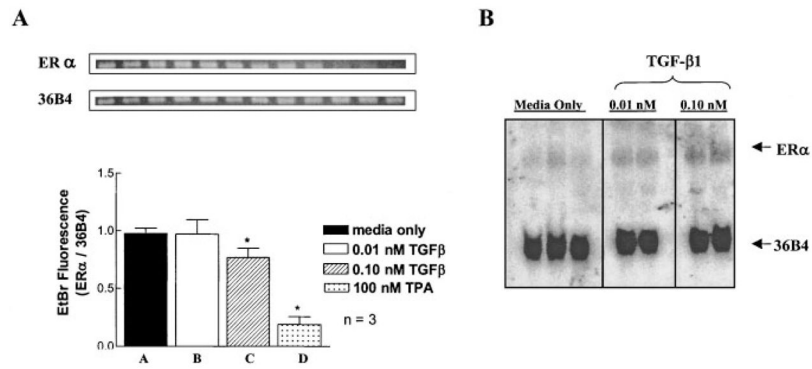 A
ER α
36B4
EtBr Fluorescence
(ERα / 36B4)
1.5
1.0
0.5
0.0
*
*
A
B
C
D
media only
0.01 nM TGFβ
0.10 nM TGFβ
100 nM TPA
n = 3
B
TGF-β1
Media Only
0.01 nM
0.10 nM
ERα
36B4